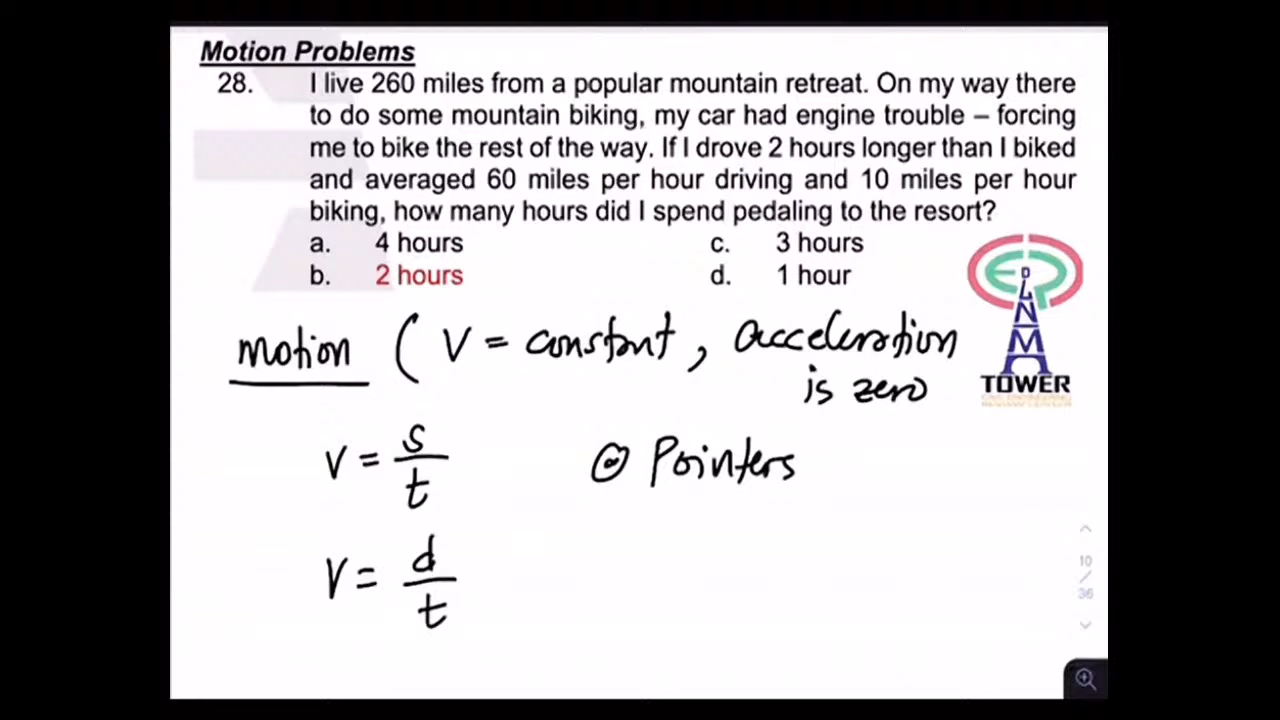 Motion Problems
28. I live 260 miles from a popular mountain retreat. On my way there
to do some mountain biking, my car had engine trouble – forcing
me to bike the rest of the way. If I drove 2 hours longer than I biked
and averaged 60 miles per hour driving and 10 miles per hour
biking, how many hours did I spend pedaling to the resort?
a. 4 hours c. 3 hours
b. 2 hours d. 1 hour
motion ( V = constant, acceleration
is zero
TOWER
V = s/t
Pointers
V = d/t
10
/
36